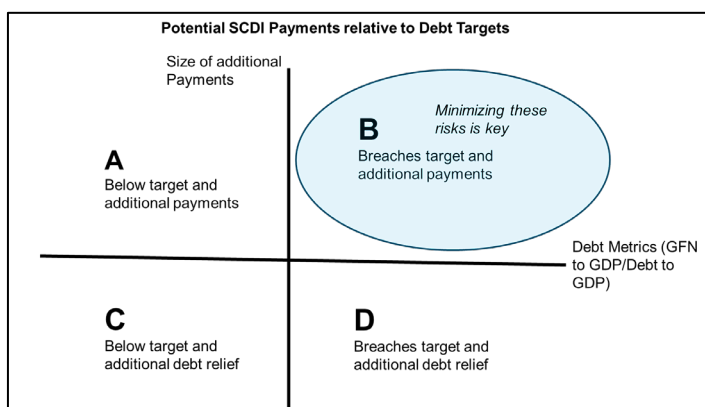 Potential SCDI Payments relative to Debt Targets
Size of additional
Payments
Minimizing these
risks is key
B
Breaches target and
additional payments
A
Below target and
additional payments
Debt Metrics (GFN
to GDP/Debt to
GDP)
C
Below target and
additional debt relief
D
Breaches target and
additional debt relief